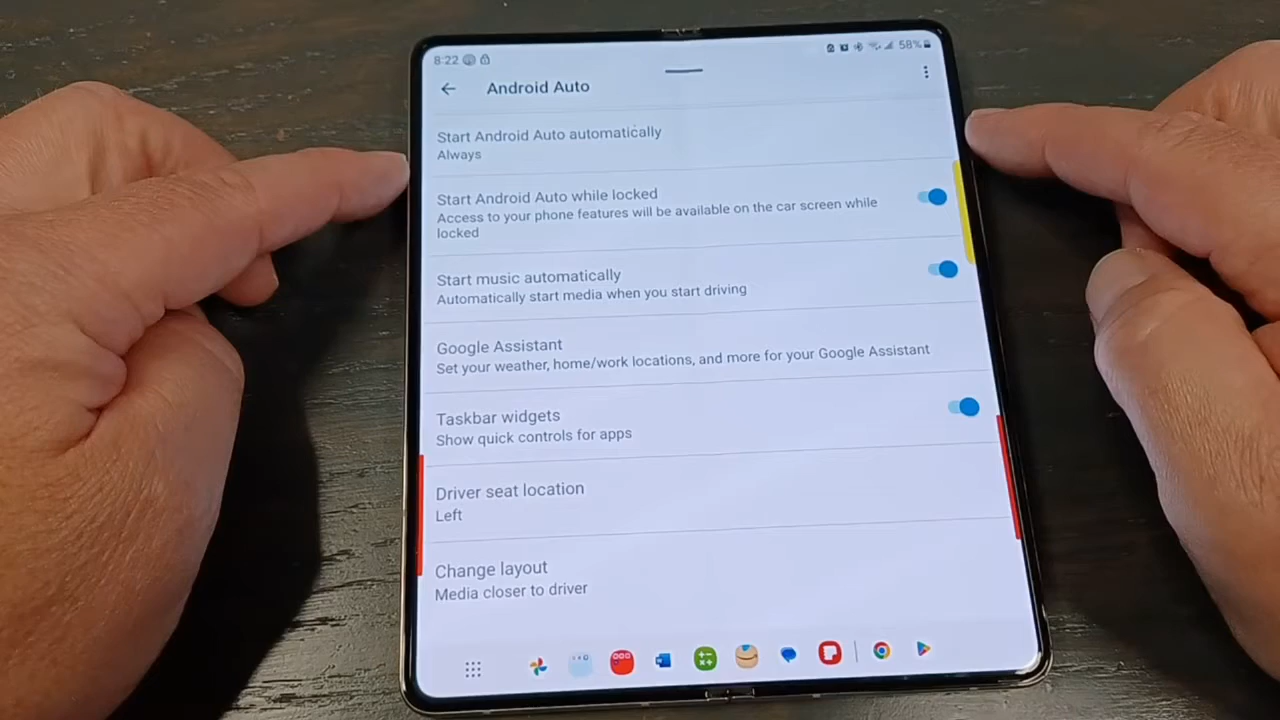 8:22
58%
Android Auto
Start Android Auto automatically
Always
Start Android Auto while locked
Access to your phone features will be available on the car screen while
locked
Start music automatically
Automatically start media when you start driving
Google Assistant
Set your weather, home/work locations, and more for your Google Assistant
Taskbar widgets
Show quick controls for apps
Driver seat location
Left
Change layout
Media closer to driver